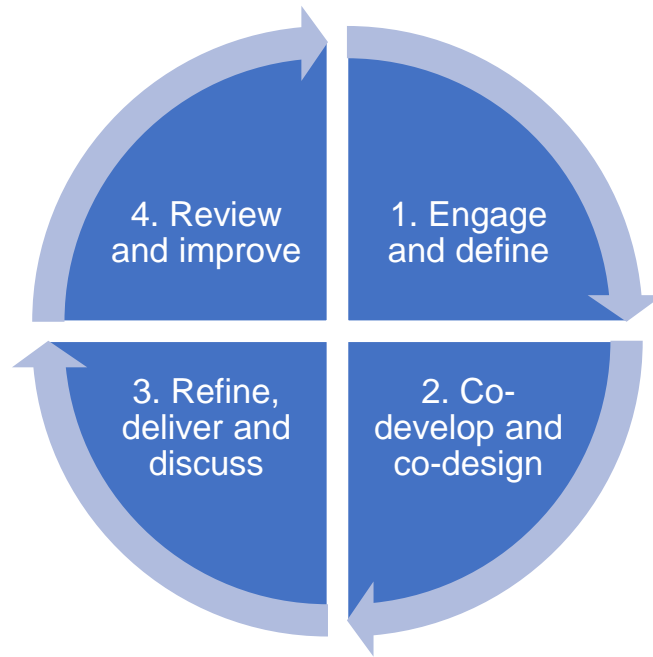 1. Engage
and define
2. Co-
develop and
co-design
3. Refine,
deliver and
discuss
4. Review
and improve